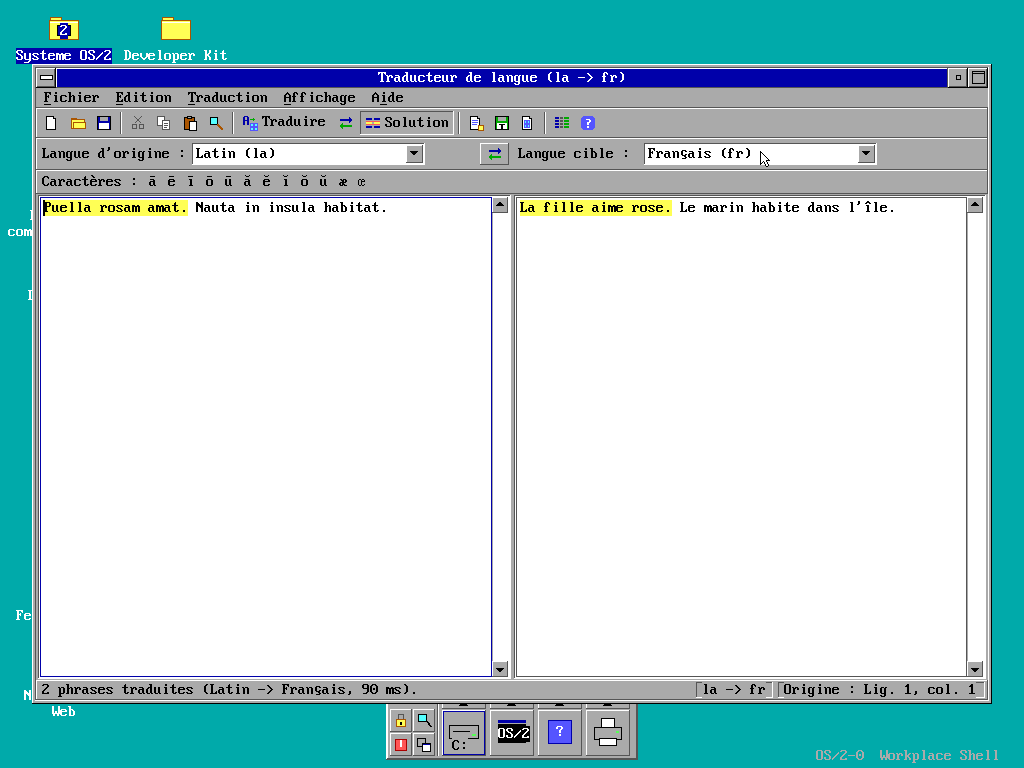 Systeme OS/2
Developer Kit
Traducteur de langue (la -> fr)
Fichier Edition Traduction Affichage Aide
Traduire Solution
Langue d'origine : Latin (la) Langue cible : Français (fr)
Caractères : ā ē ī ō ū ă ĕ ĭ ŏ ŭ æ œ
Puella rosam amat. Nauta in insula habitat.
La fille aime rose. Le marin habite dans l'île.
com
Fe
2 phrases traduites (Latin -> Français, 90 ms). la -> fr Origine : Lig. 1, col. 1
N
Web
C:
OS/2
OS/2-0 Workplace Shell